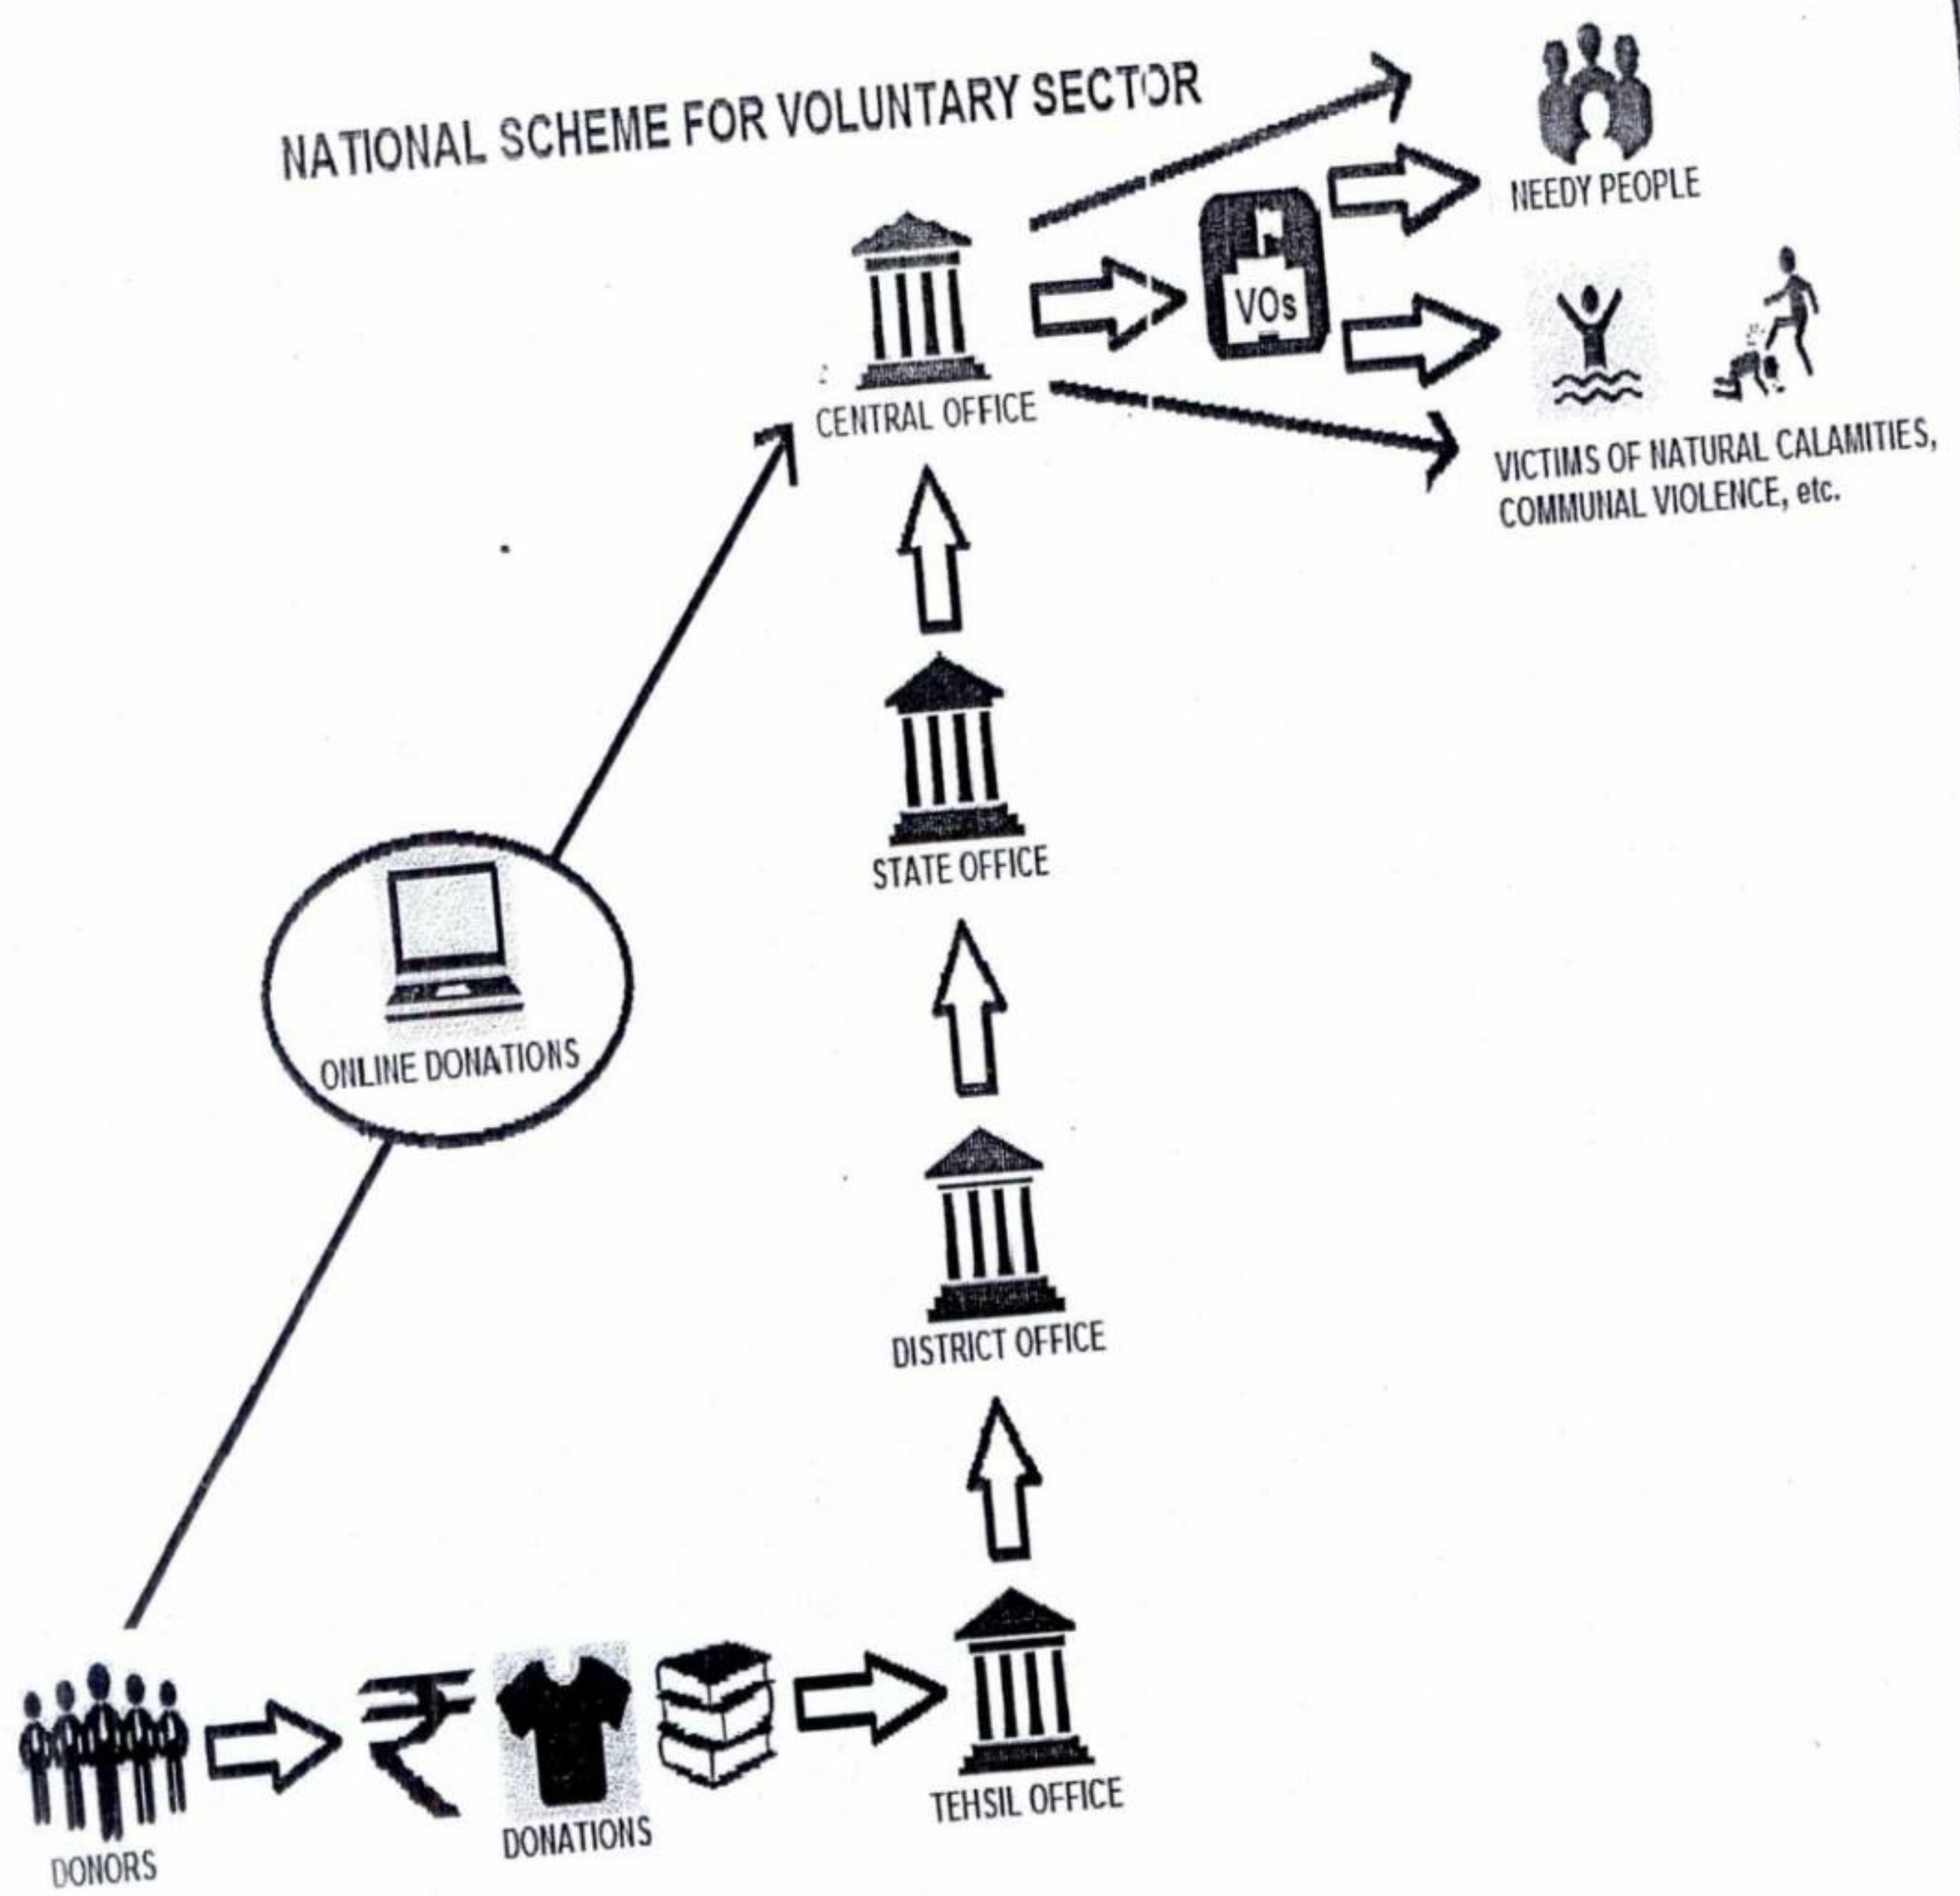 NATIONAL SCHEME FOR VOLUNTARY SECTOR
NEEDY PEOPLE
VOs
CENTRAL OFFICE
VICTIMS OF NATURAL CALAMITIES,
COMMUNAL VIOLENCE, etc.
STATE OFFICE
ONLINE DONATIONS
DISTRICT OFFICE
₹
TEHSIL OFFICE
DONATIONS
DONORS